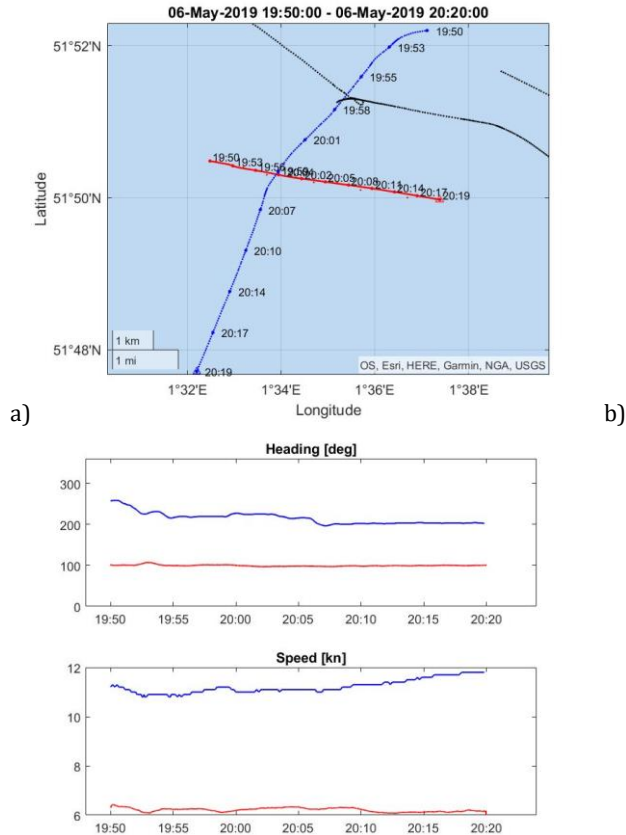 06-May-2019 19:50:00 - 06-May-2019 20:20:00
51°52'N
51°50'N
51°48'N
Latitude
19:50
19:53
19:55
19:58
20:01
19:50
19:53
20:02
20:05
20:08
20:11
20:14
20:17
20:19
20:07
20:10
20:14
20:17
20:19
1 km
1 mi
OS, Esri, HERE, Garmin, NGA, USGS
1°32'E 1°34'E 1°36'E 1°38'E
Longitude
a) b)
Heading [deg]
300
200
100
0
19:50 19:55 20:00 20:05 20:10 20:15 20:20
Speed [kn]
12
10
8
6
19:50 19:55 20:00 20:05 20:10 20:15 20:20